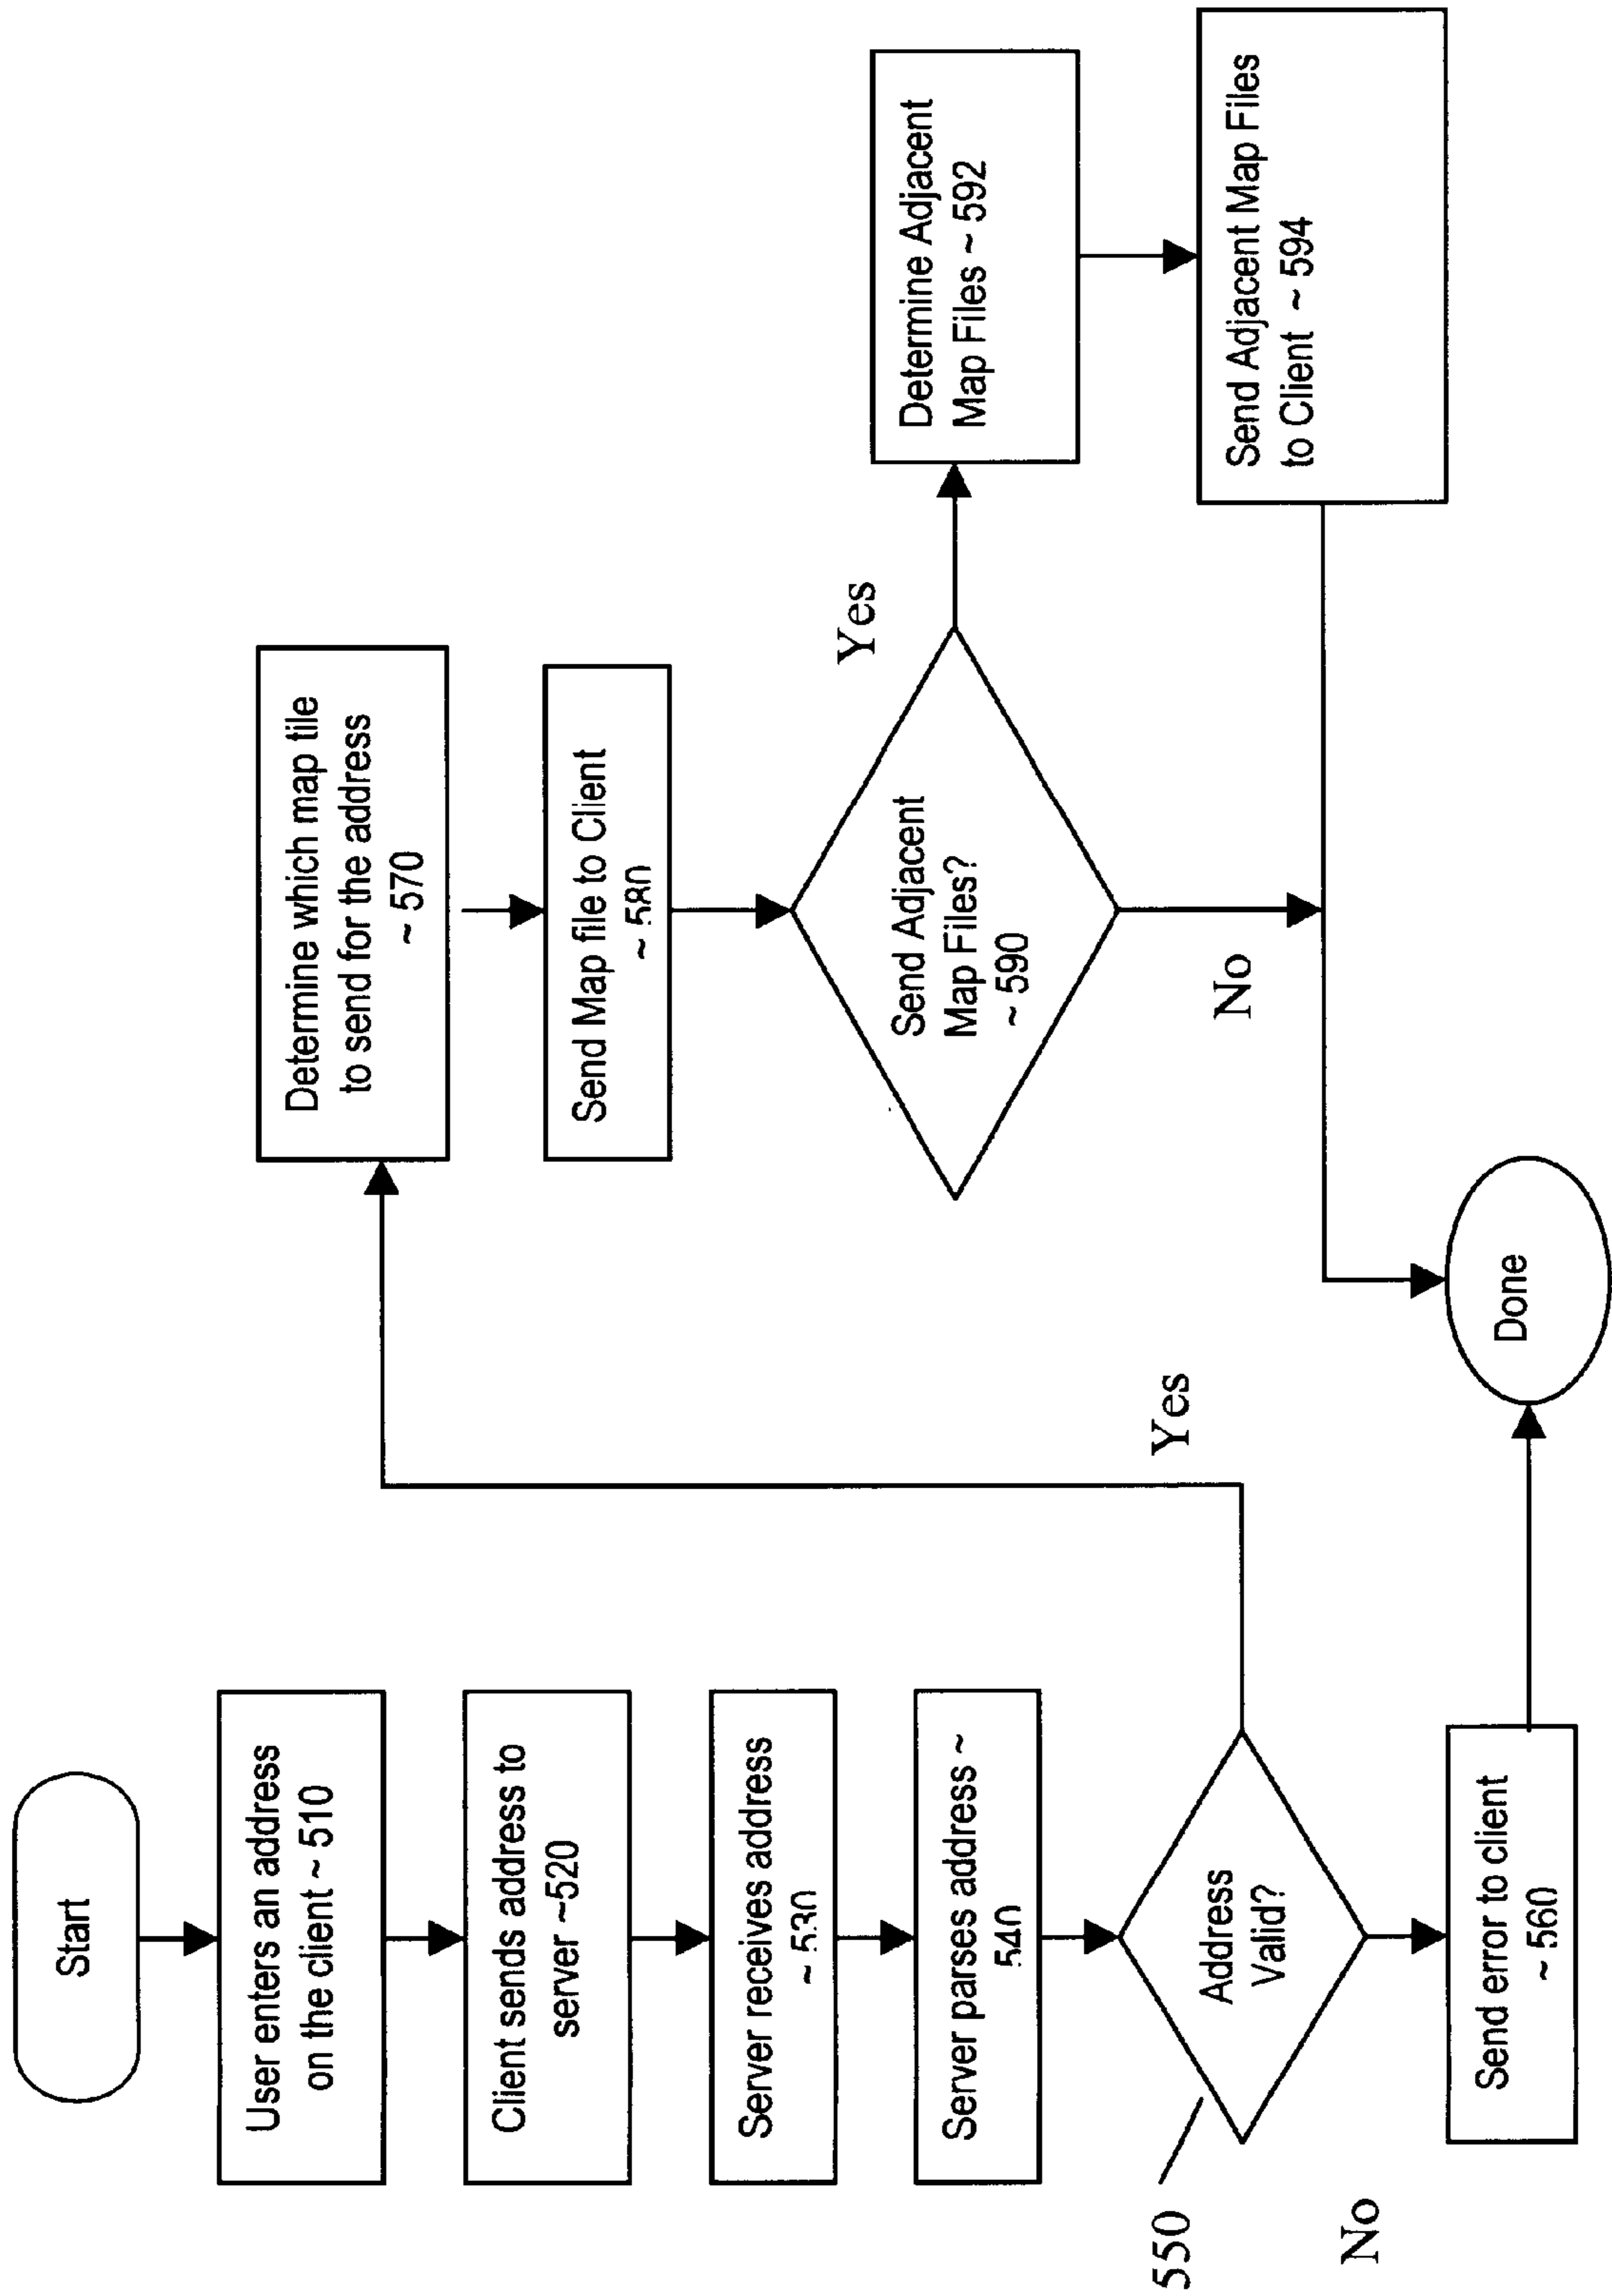 Start
User enters an address
on the client ~ 510
Client sends address to
server ~520
Server receives address
~ 530
Server parses address ~
540
Address
Valid?
550
No
Yes
Send error to client
~ 560
Done
Determine which map tile
to send for the address
~ 570
Send Map file to Client
~ 580
Send Adjacent
Map Files?
~ 590
Yes
No
Determine Adjacent
Map Files ~ 592
Send Adjacent Map Files
to Client ~ 594